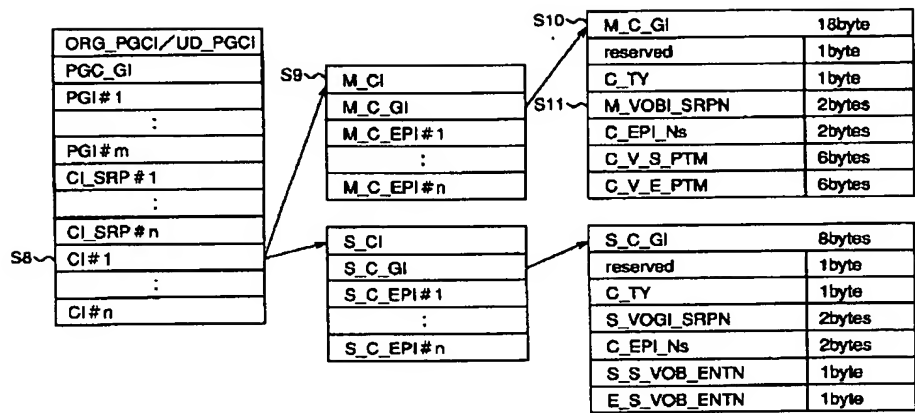 ORG_PGCI/UD_PGCI
PGC_GI
PGI#1
:
PGI#m
CI_SRP#1
:
CI_SRP#n
S8 CI#1
:
CI#n
S9 M_CI
M_C_GI
M_C_EPI#1
:
M_C_EPI#n
S_CI
S_C_GI
S_C_EPI#1
:
S_C_EPI#n
S10 M_C_GI 18byte
reserved 1byte
C_TY 1byte
S11 M_VOBI_SRPN 2bytes
C_EPI_Ns 2bytes
C_V_S_PTM 6bytes
C_V_E_PTM 6bytes
S_C_GI 8bytes
reserved 1byte
C_TY 1byte
S_VOGI_SRPN 2bytes
C_EPI_Ns 2bytes
S_S_VOB_ENTN 1byte
E_S_VOB_ENTN 1byte